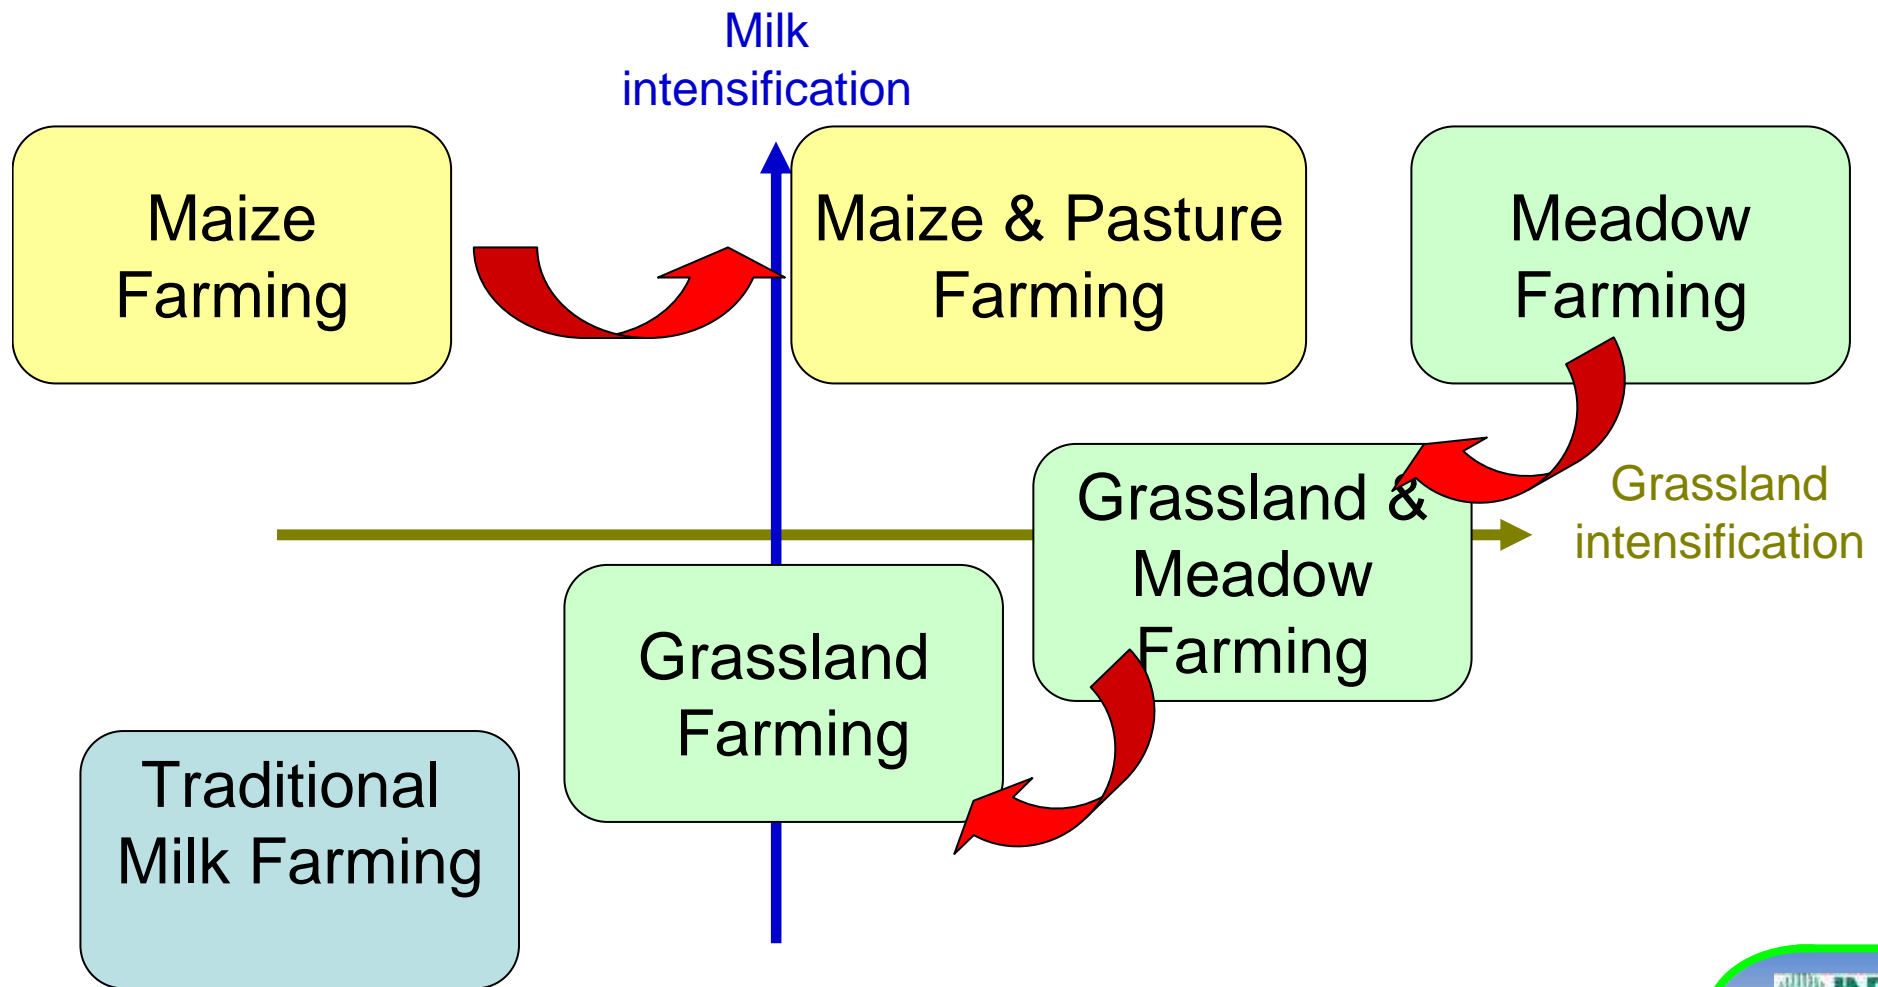 Milk
intensification
Maize
Farming
Maize & Pasture
Farming
Meadow
Farming
Grassland
intensification
Grassland &
Meadow
Farming
Grassland
Farming
Traditional
Milk Farming